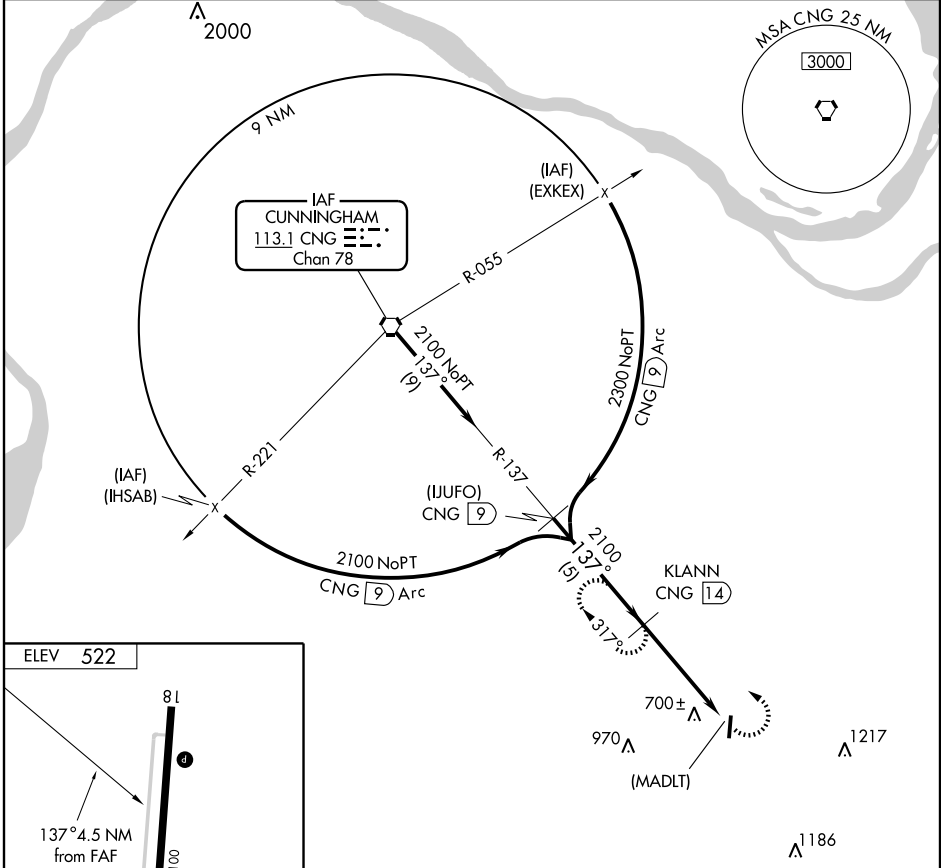 2000
MSA CNG 25 NM
3000
9 NM
(IAF)
(EXKEX)
IAF
CUNNINGHAM
113.1 CNG
Chan 78
R-055
2100 NoPT
137°
(9)
2300 NoPT
CNG 9 Arc
R-221
R-137
(IAF)
(IHSAB)
(IJUFO)
CNG 9
2100 NoPT
CNG 9 Arc
2100
137°
(5)
KLANN
CNG 14
317°
ELEV 522
18
P
700±
970
1217
(MADLT)
137° 4.5 NM
from FAF
1186